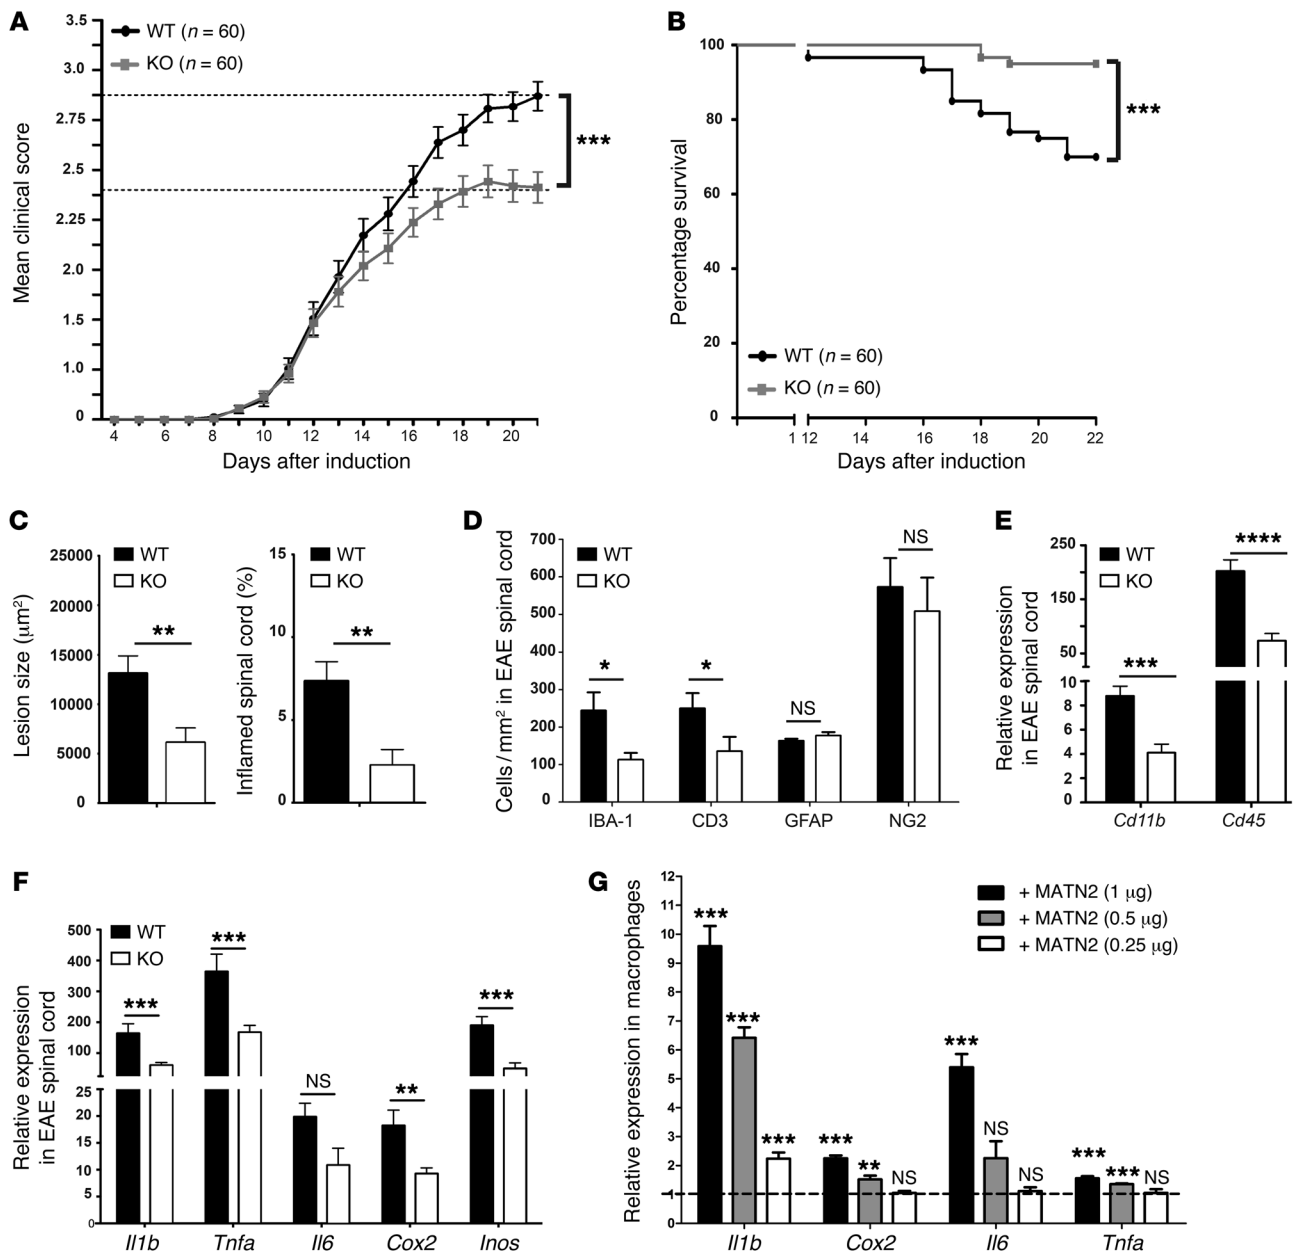 A
3.5
3.0
2.75
2.5
2.25
2.0
1.5
1.0
0
Mean clinical score
WT (n = 60)
KO (n = 60)
***
4 6 8 10 12 14 16 18 20
Days after induction
B
100
80
60
40
20
0
Percentage survival
***
WT (n = 60)
KO (n = 60)
1 12 14 16 18 20 22
Days after induction
C
25000
20000
15000
10000
5000
0
Lesion size (μm²)
WT
KO
**
15
10
5
0
Inflamed spinal cord (%)
WT
KO
**
D
700
600
500
400
300
200
100
0
Cells / mm² in EAE spinal cord
WT
KO
* * NS NS
IBA-1 CD3 GFAP NG2
E
250
150
50
10
8
6
4
2
0
Relative expression
in EAE spinal cord
WT
KO
*** ****
Cd11b Cd45
F
500
400
300
200
100
25
20
15
10
5
0
Relative expression
in EAE spinal cord
WT
KO
*** *** NS ** ***
Il1b Tnfa Il6 Cox2 Inos
G
12
11
10
9
8
7
6
5
4
3
2
1
0
Relative expression in macrophages
+ MATN2 (1 μg)
+ MATN2 (0.5 μg)
+ MATN2 (0.25 μg)
*** *** *** *** ** NS *** NS NS *** *** NS
Il1b Cox2 Il6 Tnfa